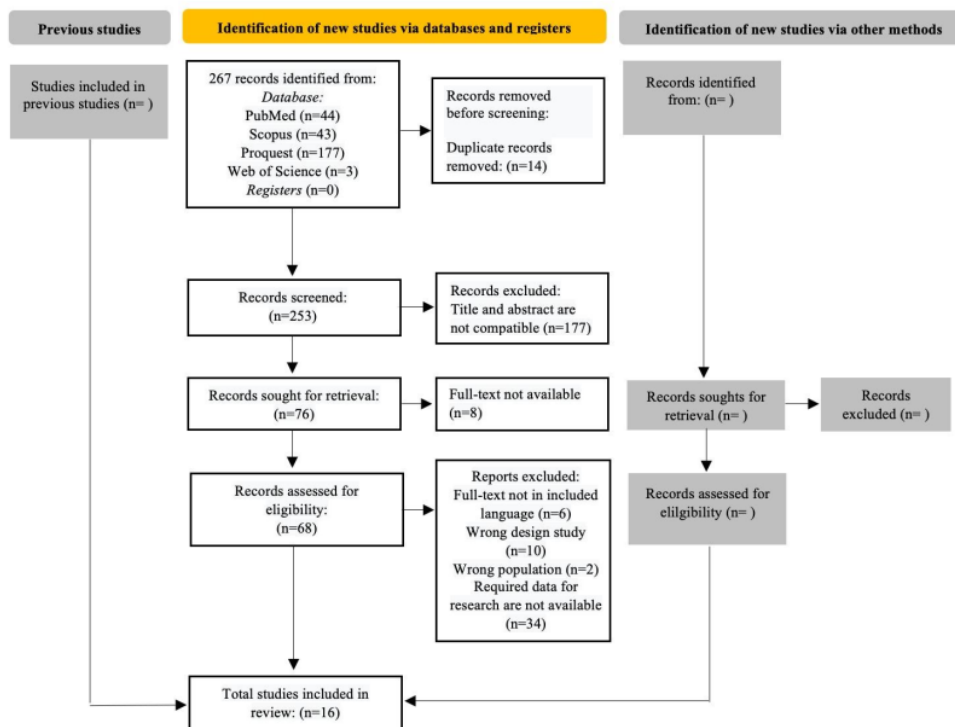 Previous studies
Identification of new studies via databases and registers
Identification of new studies via other methods
Studies included in
previous studies (n= )
267 records identified from:
Database:
PubMed (n=44)
Scopus (n=43)
Proquest (n=177)
Web of Science (n=3)
Registers (n=0)
Records removed
before screening:
Duplicate records
removed: (n=14)
Records identified
from: (n= )
Records screened:
(n=253)
Records excluded:
Title and abstract are
not compatible (n=177)
Records sought for retrieval:
(n=76)
Full-text not available
(n=8)
Records soughts for
retrieval (n= )
Records
excluded (n= )
Records assessed for
eligibility:
(n=68)
Reports excluded:
Full-text not in included
language (n=6)
Wrong design study
(n=10)
Wrong population (n=2)
Required data for
research are not available
(n=34)
Records assessed for
elilgibility (n= )
Total studies included in
review: (n=16)